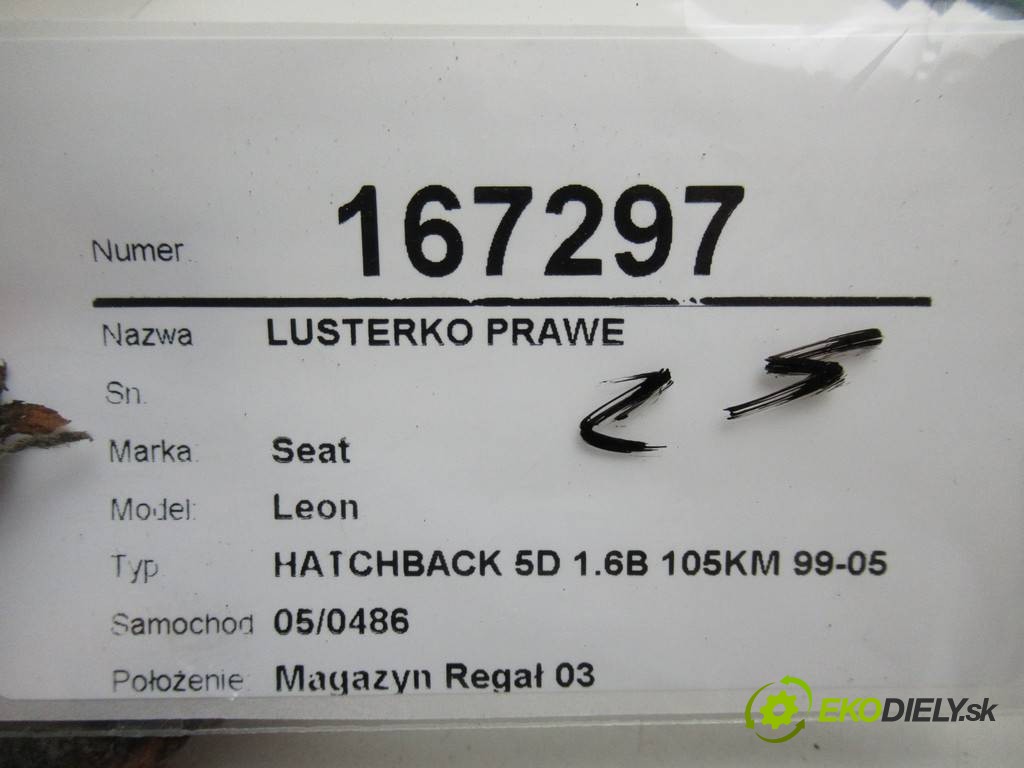 Numer: 167297
Nazwa LUSTERKO PRAWE
Sn.
Marka: Seat
Model: Leon
Typ HATCHBACK 5D 1.6B 105KM 99-05
Samochód 05/0486
Położenie: Magazyn Regał 03
EKODIELY.sk